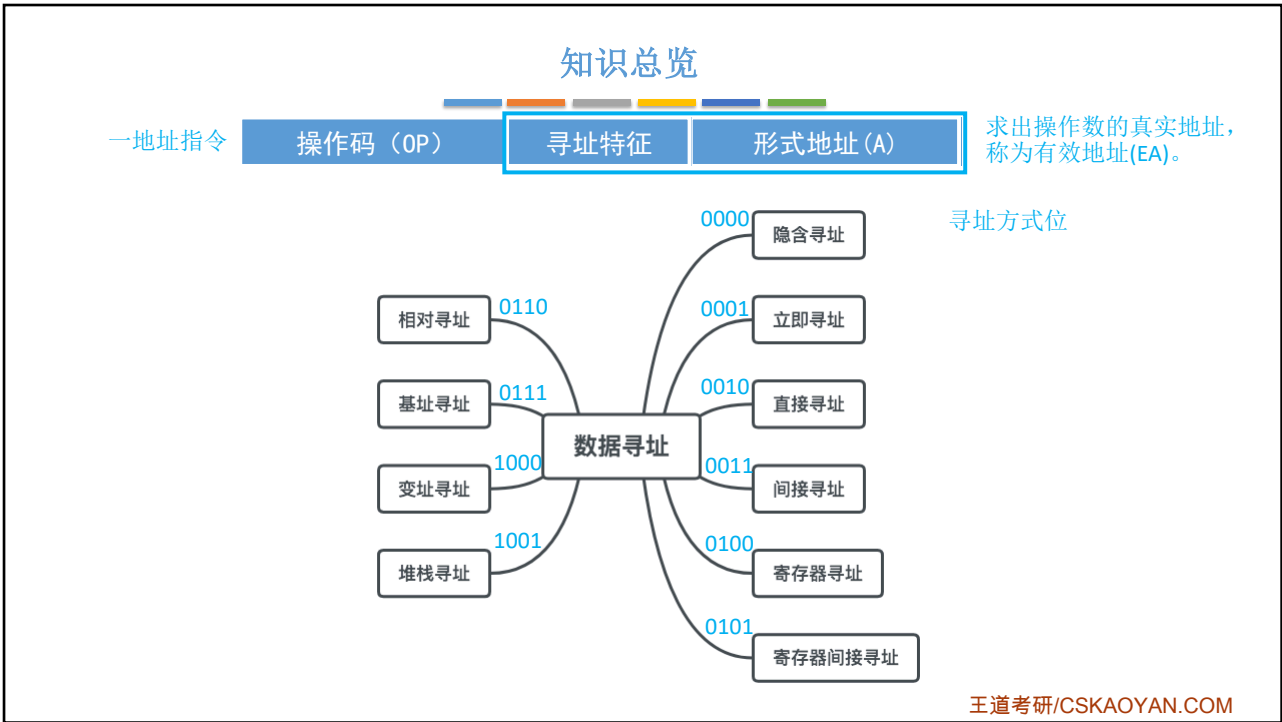 知识总览
一地址指令
操作码（OP）
寻址特征
形式地址(A)
求出操作数的真实地址，
称为有效地址(EA)。
寻址方式位
数据寻址
0000
隐含寻址
0001
立即寻址
0010
直接寻址
0011
间接寻址
0100
寄存器寻址
0101
寄存器间接寻址
0110
相对寻址
0111
基址寻址
1000
变址寻址
1001
堆栈寻址
王道考研/CSKAOYAN.COM